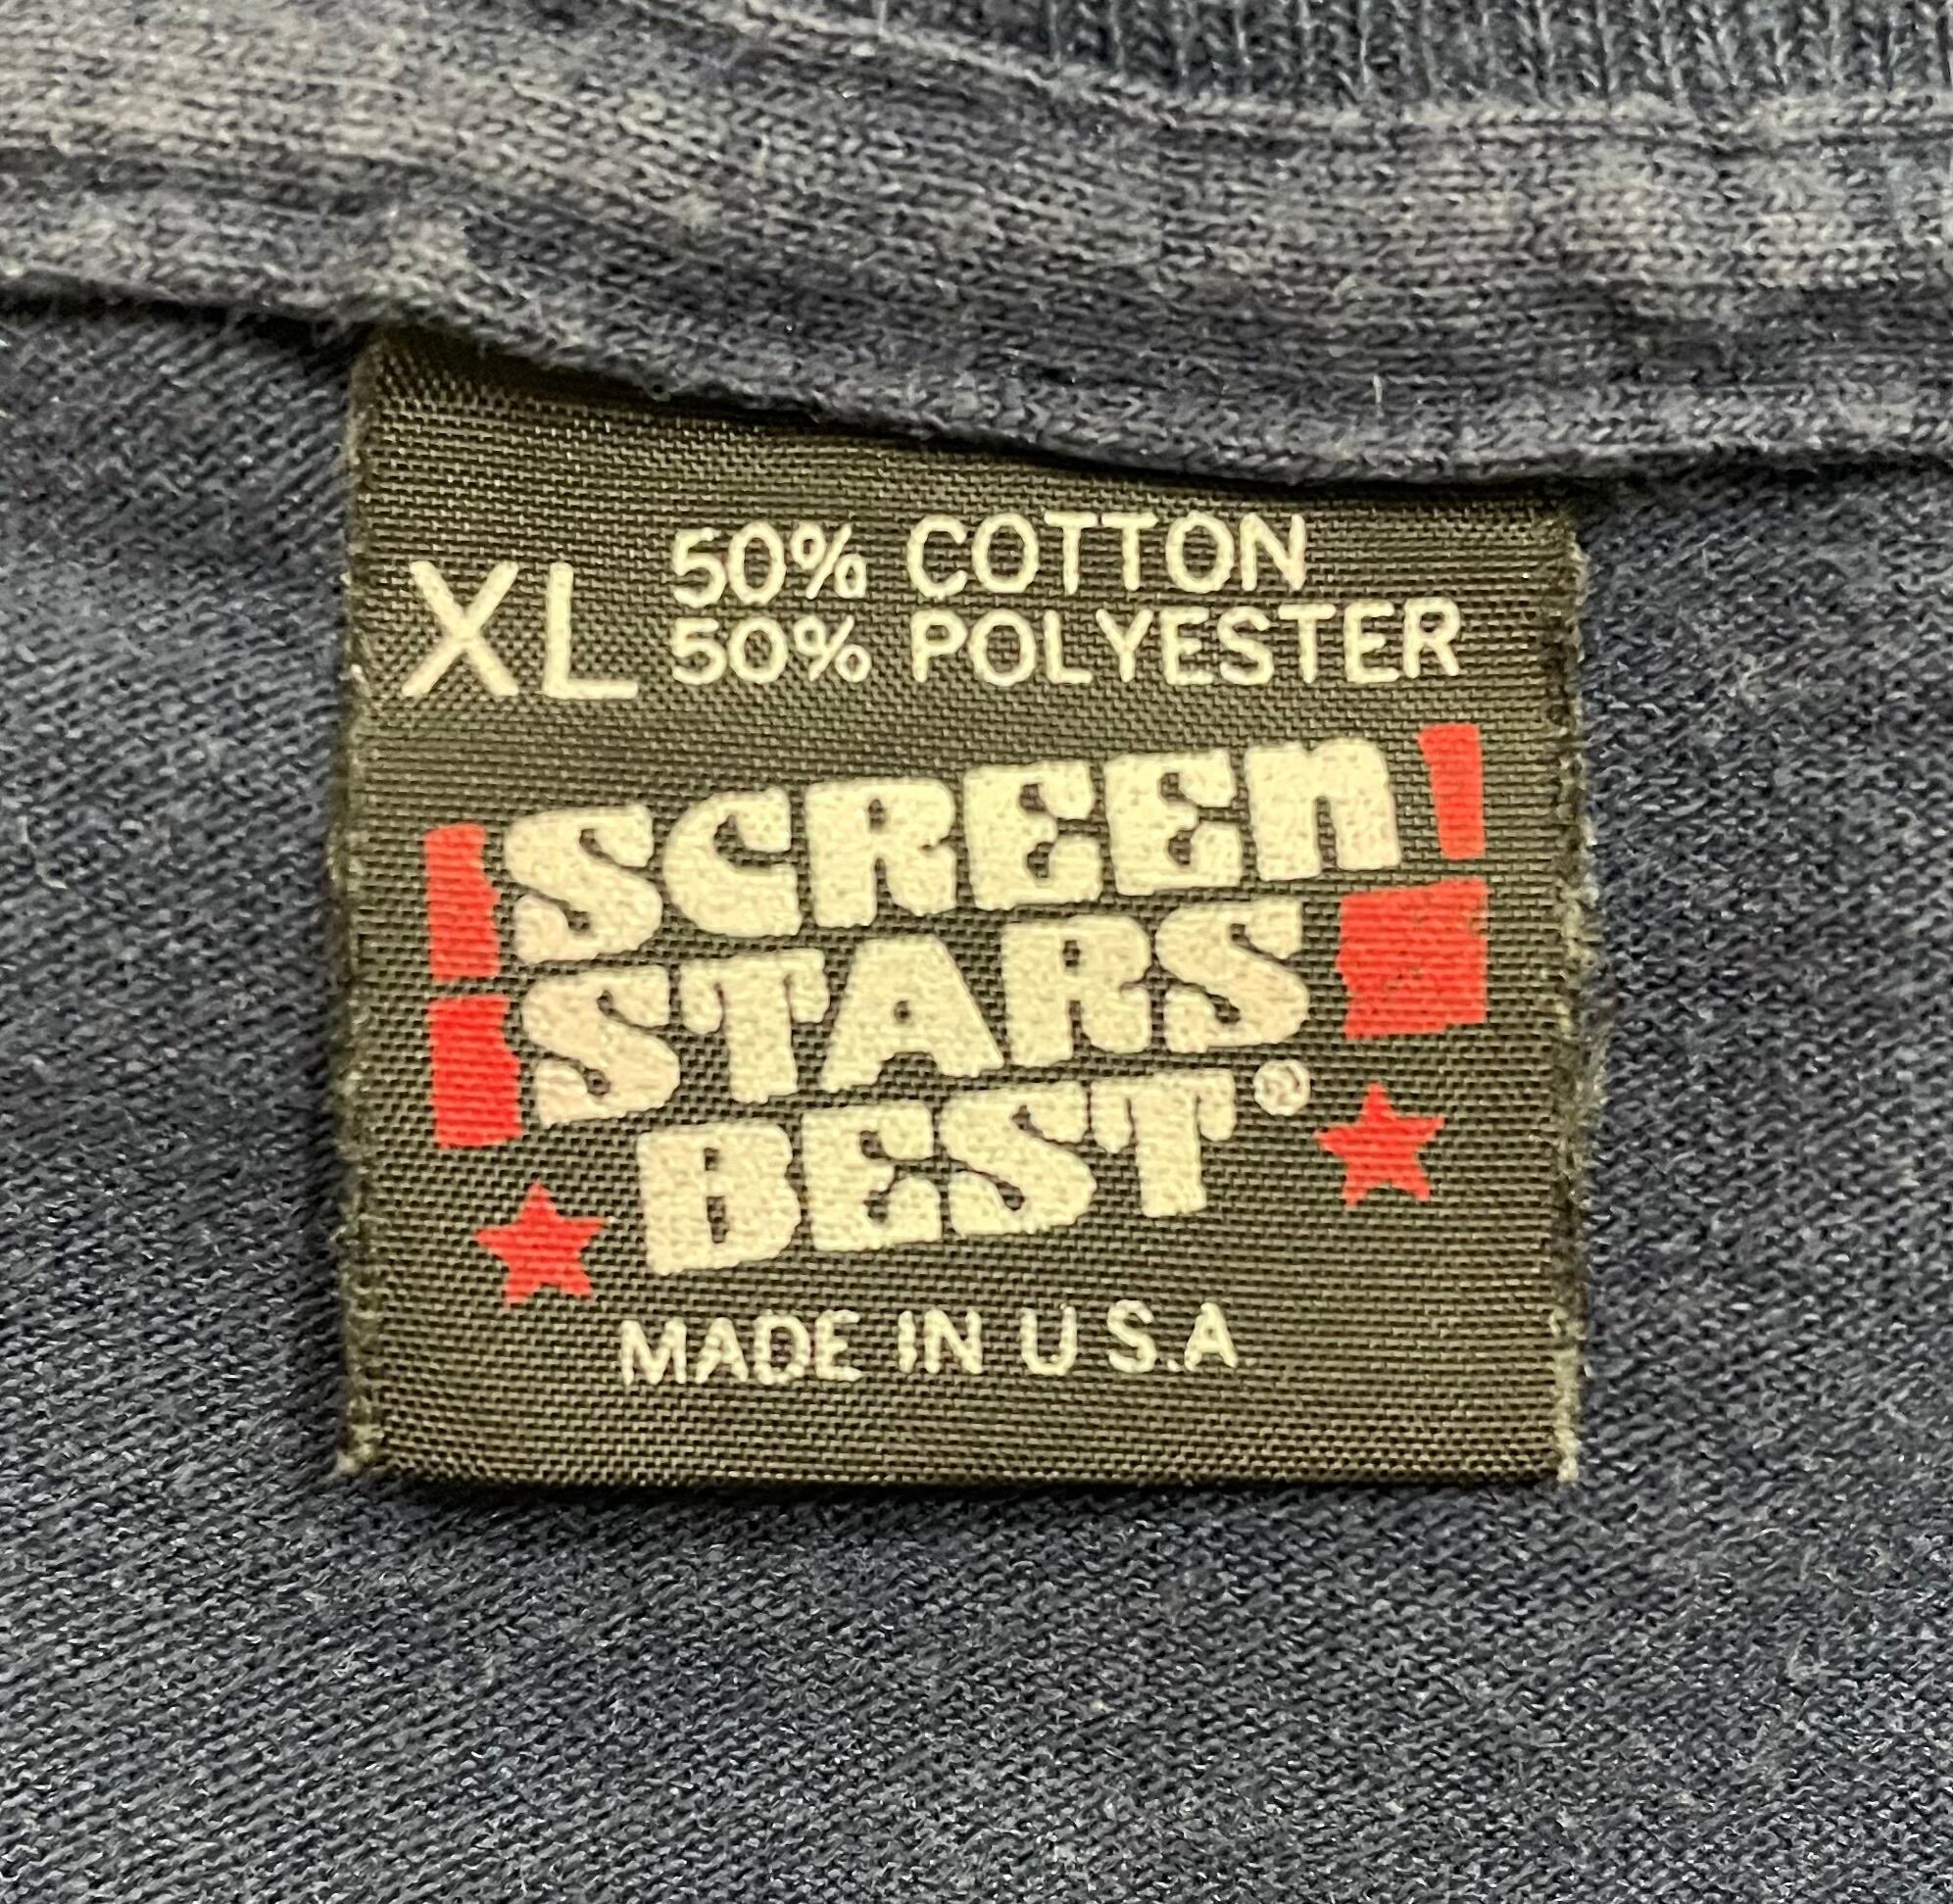 XL
50% COTTON
50% POLYESTER
SCREEN
STARS
BEST®
MADE IN U.S.A